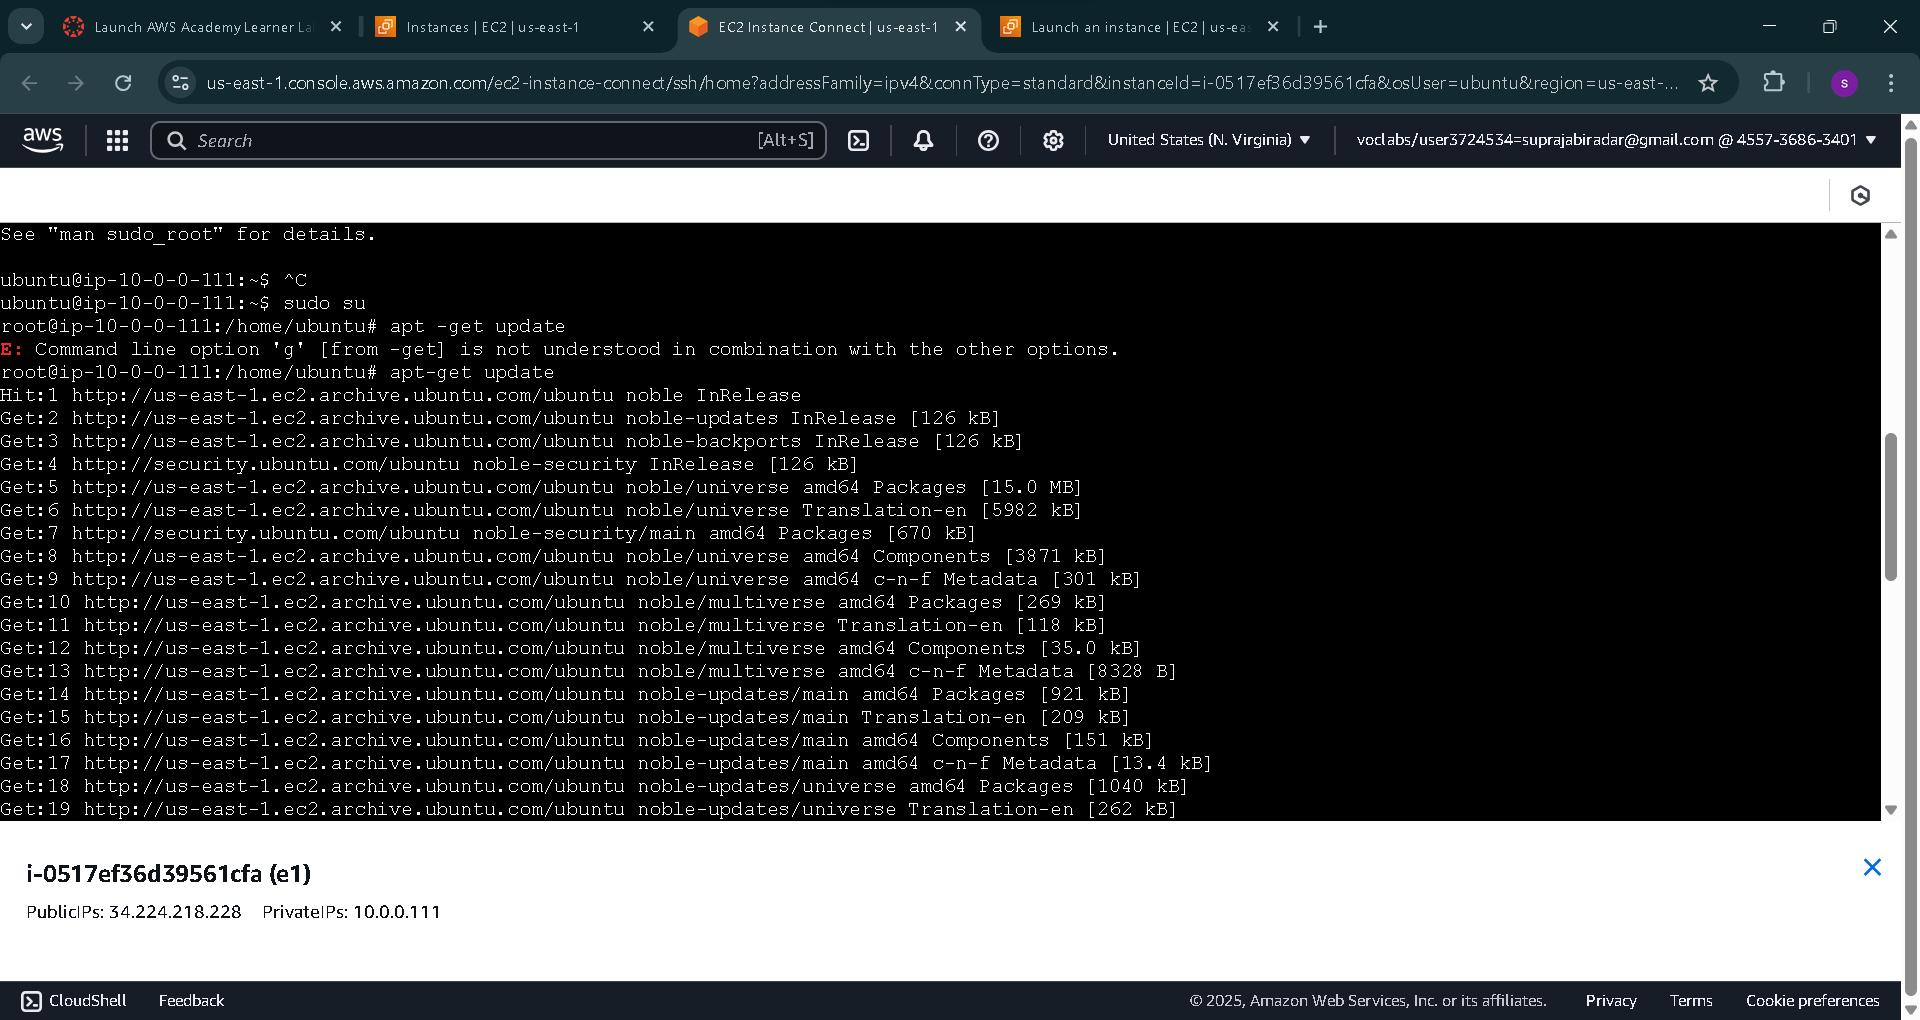 Launch AWS Academy Learner La
Instances | EC2 | us-east-1
EC2 Instance Connect | us-east-1
Launch an instance | EC2 | us-eas
us-east-1.console.aws.amazon.com/ec2-instance-connect/ssh/home?addressFamily=ipv4&connType=standard&instanceId=i-0517ef36d39561cfa&osUser=ubuntu&region=us-east-...
s
aws
Search
[Alt+S]
United States (N. Virginia)
voclabs/user3724534=suprajabiradar@gmail.com @ 4557-3686-3401
See "man sudo_root" for details.
ubuntu@ip-10-0-0-111:~$ ^C
ubuntu@ip-10-0-0-111:~$ sudo su
root@ip-10-0-0-111:/home/ubuntu# apt -get update
E: Command line option 'g' [from -get] is not understood in combination with the other options.
root@ip-10-0-0-111:/home/ubuntu# apt-get update
Hit:1 http://us-east-1.ec2.archive.ubuntu.com/ubuntu noble InRelease
Get:2 http://us-east-1.ec2.archive.ubuntu.com/ubuntu noble-updates InRelease [126 kB]
Get:3 http://us-east-1.ec2.archive.ubuntu.com/ubuntu noble-backports InRelease [126 kB]
Get:4 http://security.ubuntu.com/ubuntu noble-security InRelease [126 kB]
Get:5 http://us-east-1.ec2.archive.ubuntu.com/ubuntu noble/universe amd64 Packages [15.0 MB]
Get:6 http://us-east-1.ec2.archive.ubuntu.com/ubuntu noble/universe Translation-en [5982 kB]
Get:7 http://security.ubuntu.com/ubuntu noble-security/main amd64 Packages [670 kB]
Get:8 http://us-east-1.ec2.archive.ubuntu.com/ubuntu noble/universe amd64 Components [3871 kB]
Get:9 http://us-east-1.ec2.archive.ubuntu.com/ubuntu noble/universe amd64 c-n-f Metadata [301 kB]
Get:10 http://us-east-1.ec2.archive.ubuntu.com/ubuntu noble/multiverse amd64 Packages [269 kB]
Get:11 http://us-east-1.ec2.archive.ubuntu.com/ubuntu noble/multiverse Translation-en [118 kB]
Get:12 http://us-east-1.ec2.archive.ubuntu.com/ubuntu noble/multiverse amd64 Components [35.0 kB]
Get:13 http://us-east-1.ec2.archive.ubuntu.com/ubuntu noble/multiverse amd64 c-n-f Metadata [8328 B]
Get:14 http://us-east-1.ec2.archive.ubuntu.com/ubuntu noble-updates/main amd64 Packages [921 kB]
Get:15 http://us-east-1.ec2.archive.ubuntu.com/ubuntu noble-updates/main Translation-en [209 kB]
Get:16 http://us-east-1.ec2.archive.ubuntu.com/ubuntu noble-updates/main amd64 Components [151 kB]
Get:17 http://us-east-1.ec2.archive.ubuntu.com/ubuntu noble-updates/main amd64 c-n-f Metadata [13.4 kB]
Get:18 http://us-east-1.ec2.archive.ubuntu.com/ubuntu noble-updates/universe amd64 Packages [1040 kB]
Get:19 http://us-east-1.ec2.archive.ubuntu.com/ubuntu noble-updates/universe Translation-en [262 kB]
i-0517ef36d39561cfa (e1)
PublicIPs: 34.224.218.228 PrivateIPs: 10.0.0.111
CloudShell Feedback © 2025, Amazon Web Services, Inc. or its affiliates. Privacy Terms Cookie preferences